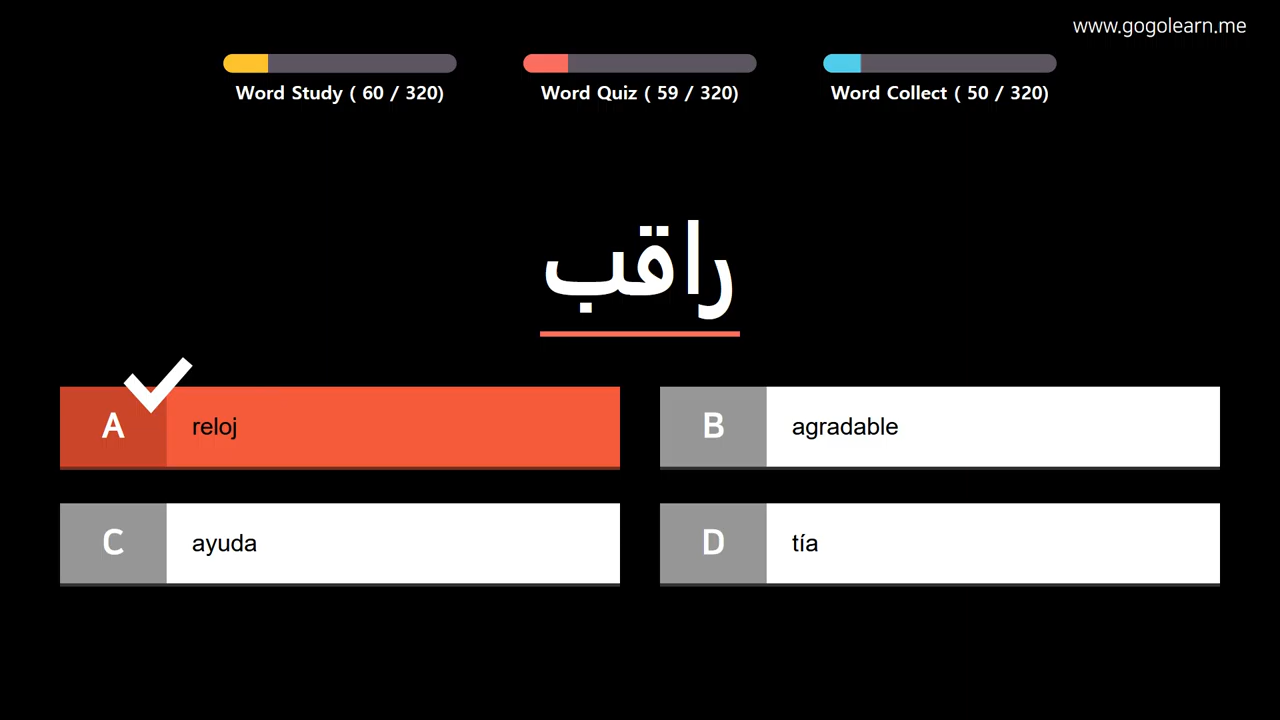 www.gogolearn.me
Word Study ( 60 / 320)
Word Quiz ( 59 / 320)
Word Collect ( 50 / 320)
راقب
A reloj
B agradable
C ayuda
D tía